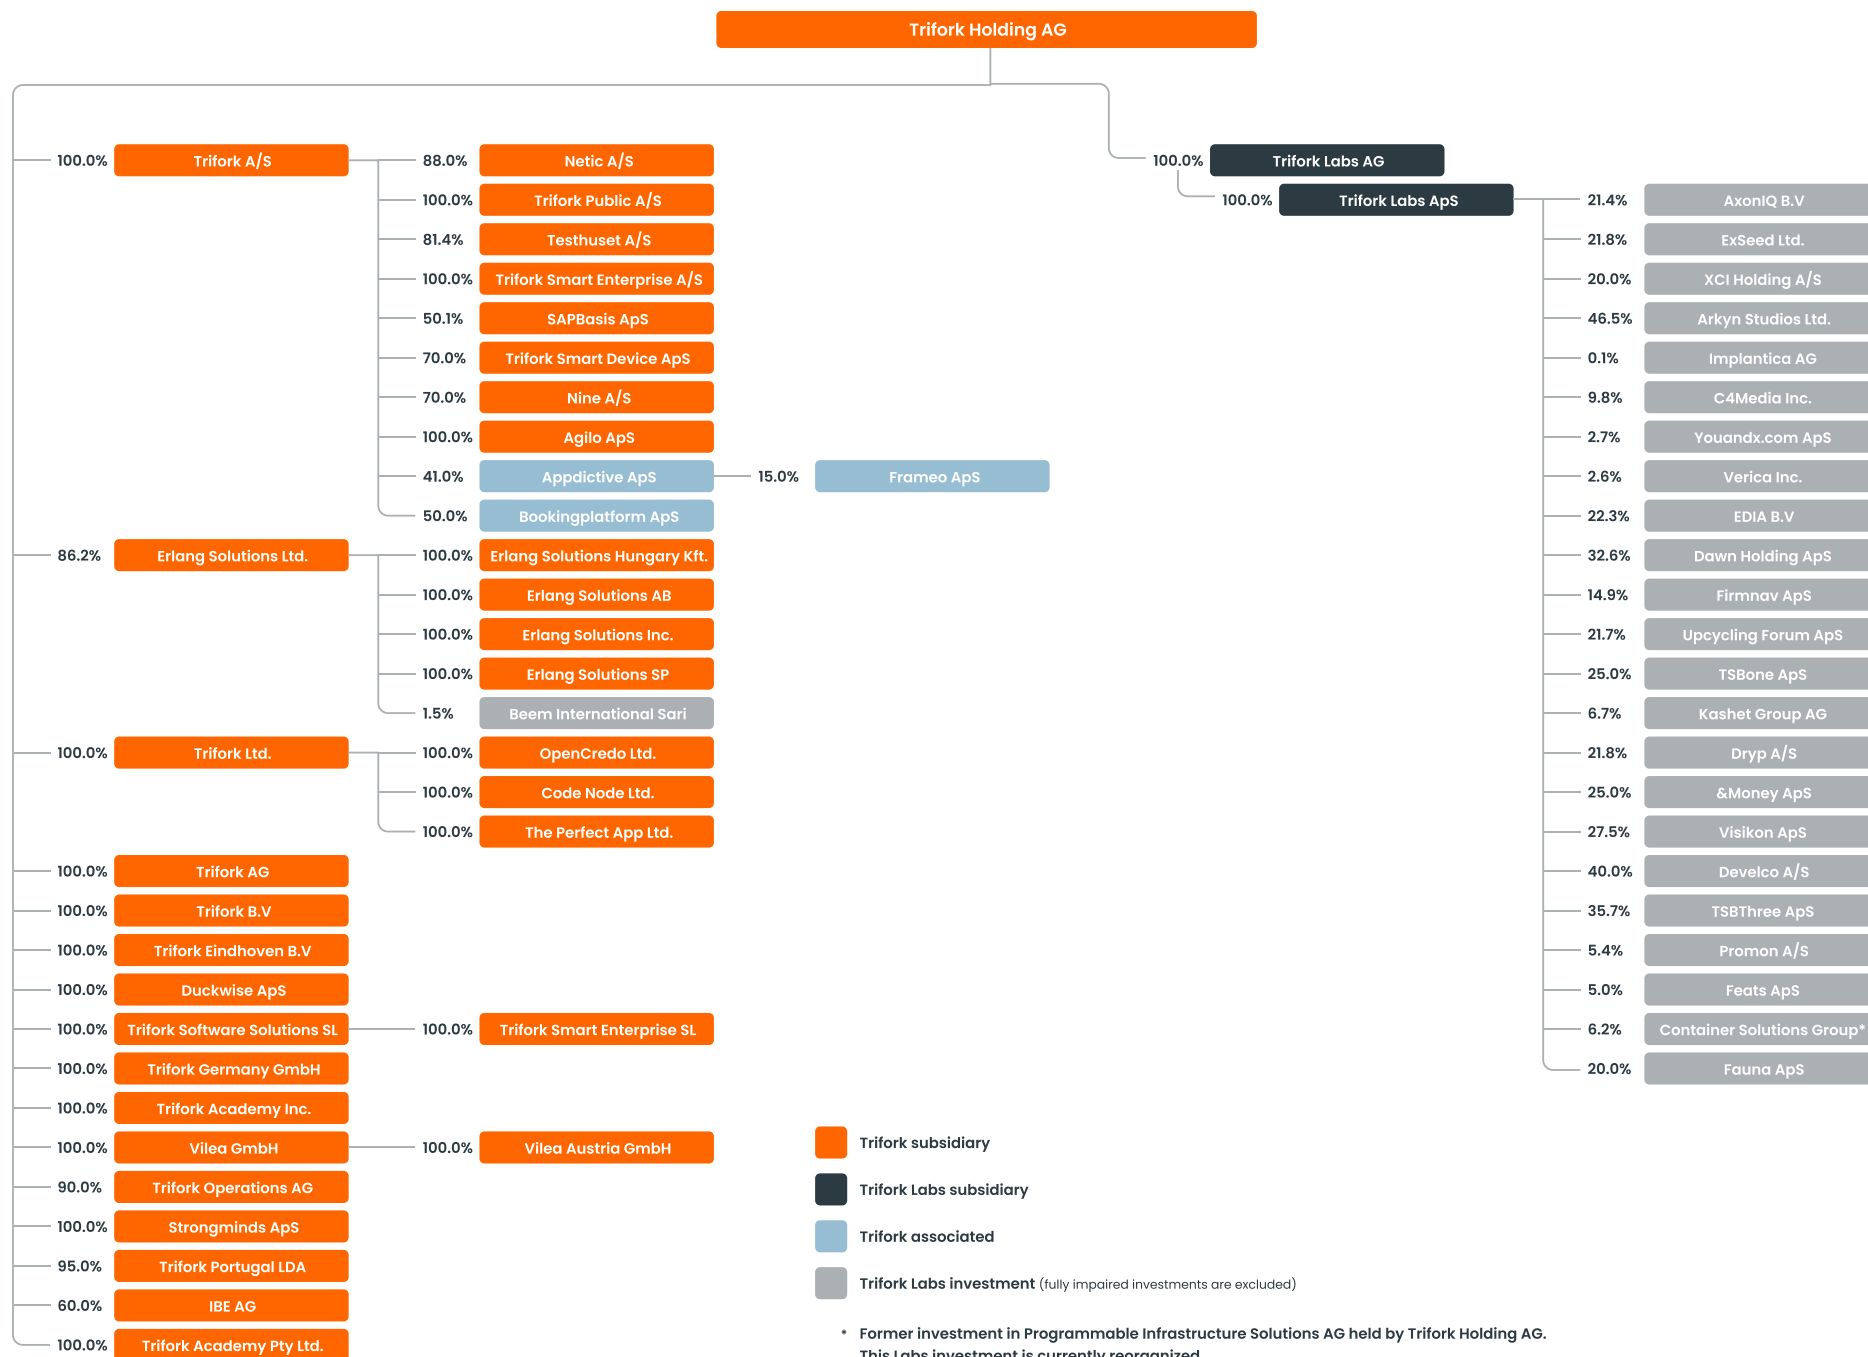 Trifork Holding AG
100.0% Trifork A/S
88.0% Netic A/S
100.0% Trifork Public A/S
81.4% Testhuset A/S
100.0% Trifork Smart Enterprise A/S
50.1% SAPBasis ApS
70.0% Trifork Smart Device ApS
70.0% Nine A/S
100.0% Agilo ApS
41.0% Appdictive ApS 15.0% Frameo ApS
50.0% Bookingplatform ApS
86.2% Erlang Solutions Ltd.
100.0% Erlang Solutions Hungary Kft.
100.0% Erlang Solutions AB
100.0% Erlang Solutions Inc.
100.0% Erlang Solutions SP
1.5% Beem International Sari
100.0% Trifork Ltd.
100.0% OpenCredo Ltd.
100.0% Code Node Ltd.
100.0% The Perfect App Ltd.
100.0% Trifork AG
100.0% Trifork B.V
100.0% Trifork Eindhoven B.V
100.0% Duckwise ApS
100.0% Trifork Software Solutions SL 100.0% Trifork Smart Enterprise SL
100.0% Trifork Germany GmbH
100.0% Trifork Academy Inc.
100.0% Vilea GmbH 100.0% Vilea Austria GmbH
90.0% Trifork Operations AG
100.0% Strongminds ApS
95.0% Trifork Portugal LDA
60.0% IBE AG
100.0% Trifork Academy Pty Ltd.
100.0% Trifork Labs AG
100.0% Trifork Labs ApS
21.4% AxonIQ B.V
21.8% ExSeed Ltd.
20.0% XCI Holding A/S
46.5% Arkyn Studios Ltd.
0.1% Implantica AG
9.8% C4Media Inc.
2.7% Youandx.com ApS
2.6% Verica Inc.
22.3% EDIA B.V
32.6% Dawn Holding ApS
14.9% Firmnav ApS
21.7% Upcycling Forum ApS
25.0% TSBone ApS
6.7% Kashet Group AG
21.8% Dryp A/S
25.0% &Money ApS
27.5% Visikon ApS
40.0% Develco A/S
35.7% TSBThree ApS
5.4% Promon A/S
5.0% Feats ApS
6.2% Container Solutions Group*
20.0% Fauna ApS
Trifork subsidiary
Trifork Labs subsidiary
Trifork associated
Trifork Labs investment (fully impaired investments are excluded)
* Former investment in Programmable Infrastructure Solutions AG held by Trifork Holding AG.
This Labs investment is currently reorganized